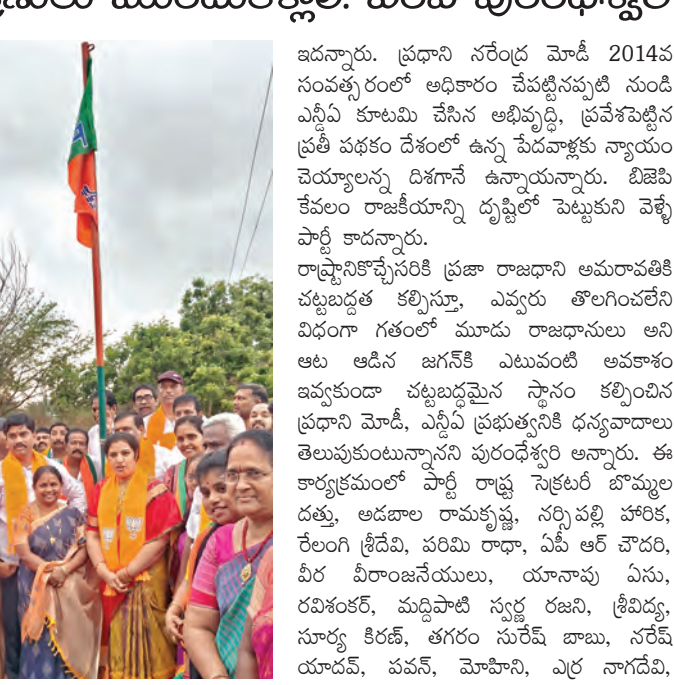 ఇదన్నారు. ప్రధాని నరేంద్ర మోడీ 2014వ
సంవత్సరంలో అధికారం చేపట్టినప్పటి నుండి
ఎన్డీఏ కూటమి చేసిన అభివృద్ధి, ప్రవేశపెట్టిన
ప్రతీ పథకం దేశంలో ఉన్న పేదవాళ్లకు న్యాయం
చెయ్యాలన్న దిశగానే ఉన్నాయన్నారు. బిజెపి
కేవలం రాజకీయాన్ని దృష్టిలో పెట్టుకుని వెళ్ళే
పార్టీ కాదన్నారు.
రాష్ట్రానికొచ్చేసరికి ప్రజా రాజధాని అమరావతికి
చట్టబద్ధత కల్పిస్తూ, ఎవ్వరు తొలగించలేని
విధంగా గతంలో మూడు రాజధానులు అని
ఆట ఆడిన జగన్‌కి ఎటువంటి అవకాశం
ఇవ్వకుండా చట్టబద్ధమైన స్థానం కల్పించిన
ప్రధాని మోడీ, ఎన్డీఏ ప్రభుత్వనికి ధన్యవాదాలు
తెలుపుకుంటున్నానని పురంధేశ్వరి అన్నారు. ఈ
కార్యక్రమంలో పార్టీ రాష్ట్ర సెక్రటరీ బొమ్మల
దత్తు, అడబాల రామకృష్ణ, నర్సిపల్లి హారిక,
రేలంగి శ్రీదేవి, పరిమి రాధా, ఏపీ ఆర్ చౌదరి,
వీర వీరాంజనేయులు, యానాపు ఏసు,
రవిశంకర్, మద్దిపాటి స్వర్ణ రజని, శ్రీవిద్య,
సూర్య కిరణ్, తగరం సురేష్ బాబు, నరేష్
యాదవ్, పవన్, మోహిని, ఎర్ర నాగదేవి,